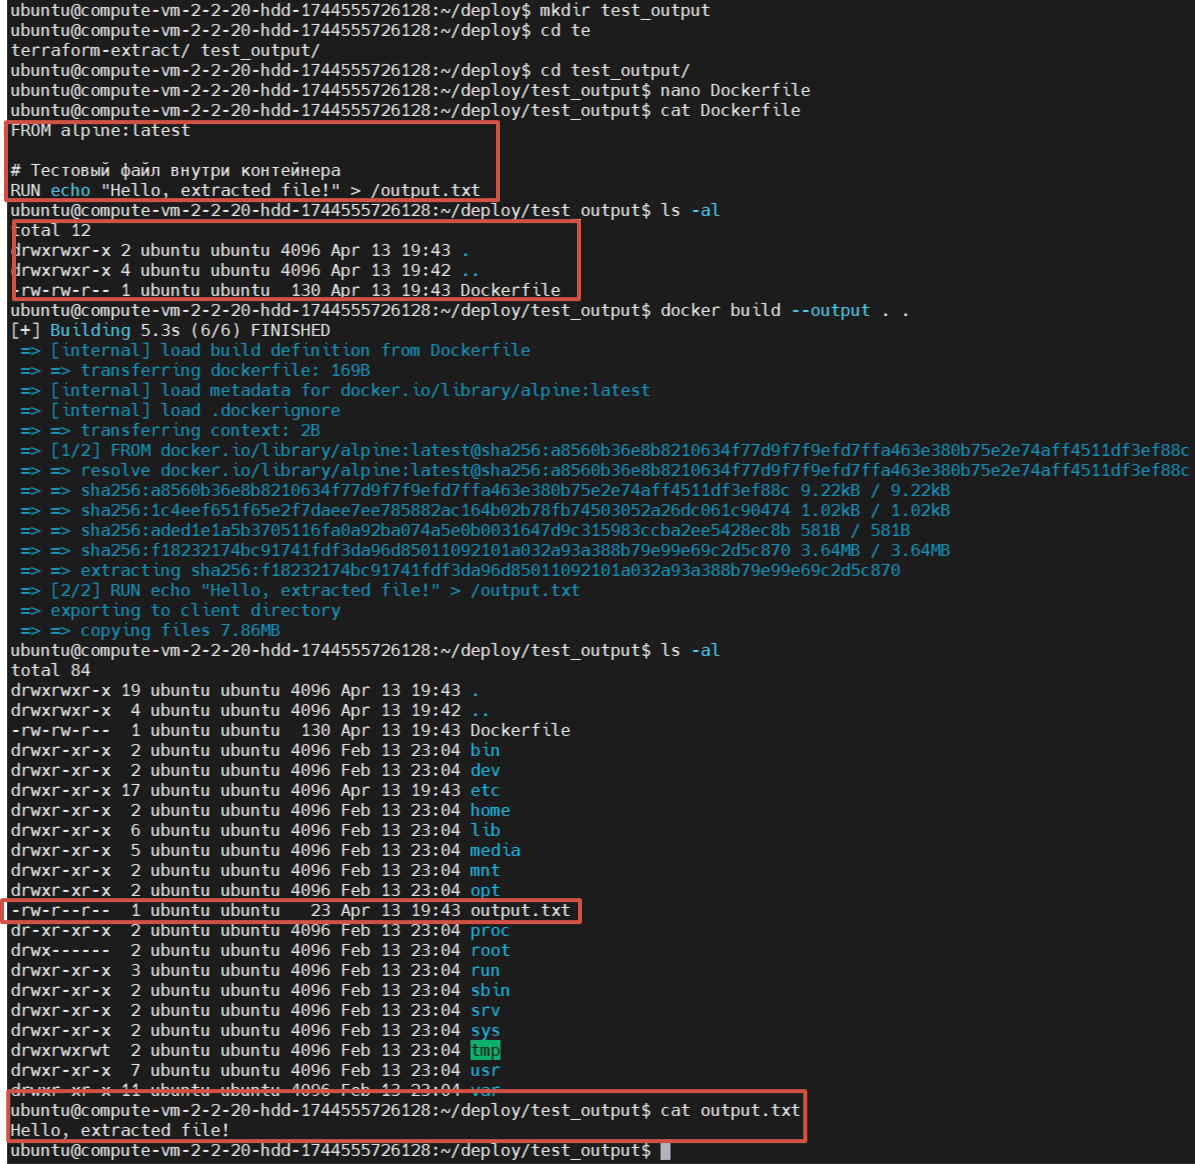 ubuntu@compute-vm-2-2-20-hdd-1744555726128:~/deploy$ mkdir test_output
ubuntu@compute-vm-2-2-20-hdd-1744555726128:~/deploy$ cd te
terraform-extract/ test_output/
ubuntu@compute-vm-2-2-20-hdd-1744555726128:~/deploy$ cd test_output/
ubuntu@compute-vm-2-2-20-hdd-1744555726128:~/deploy/test_output$ nano Dockerfile
ubuntu@compute-vm-2-2-20-hdd-1744555726128:~/deploy/test_output$ cat Dockerfile
FROM alpine:latest

# Тестовый файл внутри контейнера
RUN echo "Hello, extracted file!" > /output.txt
ubuntu@compute-vm-2-2-20-hdd-1744555726128:~/deploy/test_output$ ls -al
total 12
drwxrwxr-x 2 ubuntu ubuntu 4096 Apr 13 19:43 .
drwxrwxr-x 4 ubuntu ubuntu 4096 Apr 13 19:42 ..
-rw-rw-r-- 1 ubuntu ubuntu  130 Apr 13 19:43 Dockerfile
ubuntu@compute-vm-2-2-20-hdd-1744555726128:~/deploy/test_output$ docker build --output . .
[+] Building 5.3s (6/6) FINISHED
 => [internal] load build definition from Dockerfile
 => => transferring dockerfile: 169B
 => [internal] load metadata for docker.io/library/alpine:latest
 => [internal] load .dockerignore
 => => transferring context: 2B
 => [1/2] FROM docker.io/library/alpine:latest@sha256:a8560b36e8b8210634f77d9f7f9efd7ffa463e380b75e2e74aff4511df3ef88c
 => => resolve docker.io/library/alpine:latest@sha256:a8560b36e8b8210634f77d9f7f9efd7ffa463e380b75e2e74aff4511df3ef88c
 => => sha256:a8560b36e8b8210634f77d9f7f9efd7ffa463e380b75e2e74aff4511df3ef88c 9.22kB / 9.22kB
 => => sha256:1c4eef651f65e2f7daee7ee785882ac164b02b78fb74503052a26dc061c90474 1.02kB / 1.02kB
 => => sha256:aded1e1a5b3705116fa0a92ba074a5e0b0031647d9c315983ccba2ee5428ec8b 581B / 581B
 => => sha256:f18232174bc91741fdf3da96d85011092101a032a93a388b79e99e69c2d5c870 3.64MB / 3.64MB
 => => extracting sha256:f18232174bc91741fdf3da96d85011092101a032a93a388b79e99e69c2d5c870
 => [2/2] RUN echo "Hello, extracted file!" > /output.txt
 => exporting to client directory
 => => copying files 7.86MB
ubuntu@compute-vm-2-2-20-hdd-1744555726128:~/deploy/test_output$ ls -al
total 84
drwxrwxr-x 19 ubuntu ubuntu 4096 Apr 13 19:43 .
drwxrwxr-x  4 ubuntu ubuntu 4096 Apr 13 19:42 ..
-rw-rw-r--  1 ubuntu ubuntu  130 Apr 13 19:43 Dockerfile
drwxr-xr-x  2 ubuntu ubuntu 4096 Feb 13 23:04 bin
drwxr-xr-x  2 ubuntu ubuntu 4096 Feb 13 23:04 dev
drwxr-xr-x 17 ubuntu ubuntu 4096 Apr 13 19:43 etc
drwxr-xr-x  2 ubuntu ubuntu 4096 Feb 13 23:04 home
drwxr-xr-x  6 ubuntu ubuntu 4096 Feb 13 23:04 lib
drwxr-xr-x  5 ubuntu ubuntu 4096 Feb 13 23:04 media
drwxr-xr-x  2 ubuntu ubuntu 4096 Feb 13 23:04 mnt
drwxr-xr-x  2 ubuntu ubuntu 4096 Feb 13 23:04 opt
-rw-r--r--  1 ubuntu ubuntu   23 Apr 13 19:43 output.txt
dr-xr-xr-x  2 ubuntu ubuntu 4096 Feb 13 23:04 proc
drwx------  2 ubuntu ubuntu 4096 Feb 13 23:04 root
drwxr-xr-x  3 ubuntu ubuntu 4096 Feb 13 23:04 run
drwxr-xr-x  2 ubuntu ubuntu 4096 Feb 13 23:04 sbin
drwxr-xr-x  2 ubuntu ubuntu 4096 Feb 13 23:04 srv
drwxr-xr-x  2 ubuntu ubuntu 4096 Feb 13 23:04 sys
drwxrwxrwt  2 ubuntu ubuntu 4096 Feb 13 23:04 tmp
drwxr-xr-x  7 ubuntu ubuntu 4096 Feb 13 23:04 usr
drwxr-xr-x 11 ubuntu ubuntu 4096 Feb 13 23:04 var
ubuntu@compute-vm-2-2-20-hdd-1744555726128:~/deploy/test_output$ cat output.txt
Hello, extracted file!
ubuntu@compute-vm-2-2-20-hdd-1744555726128:~/deploy/test_output$